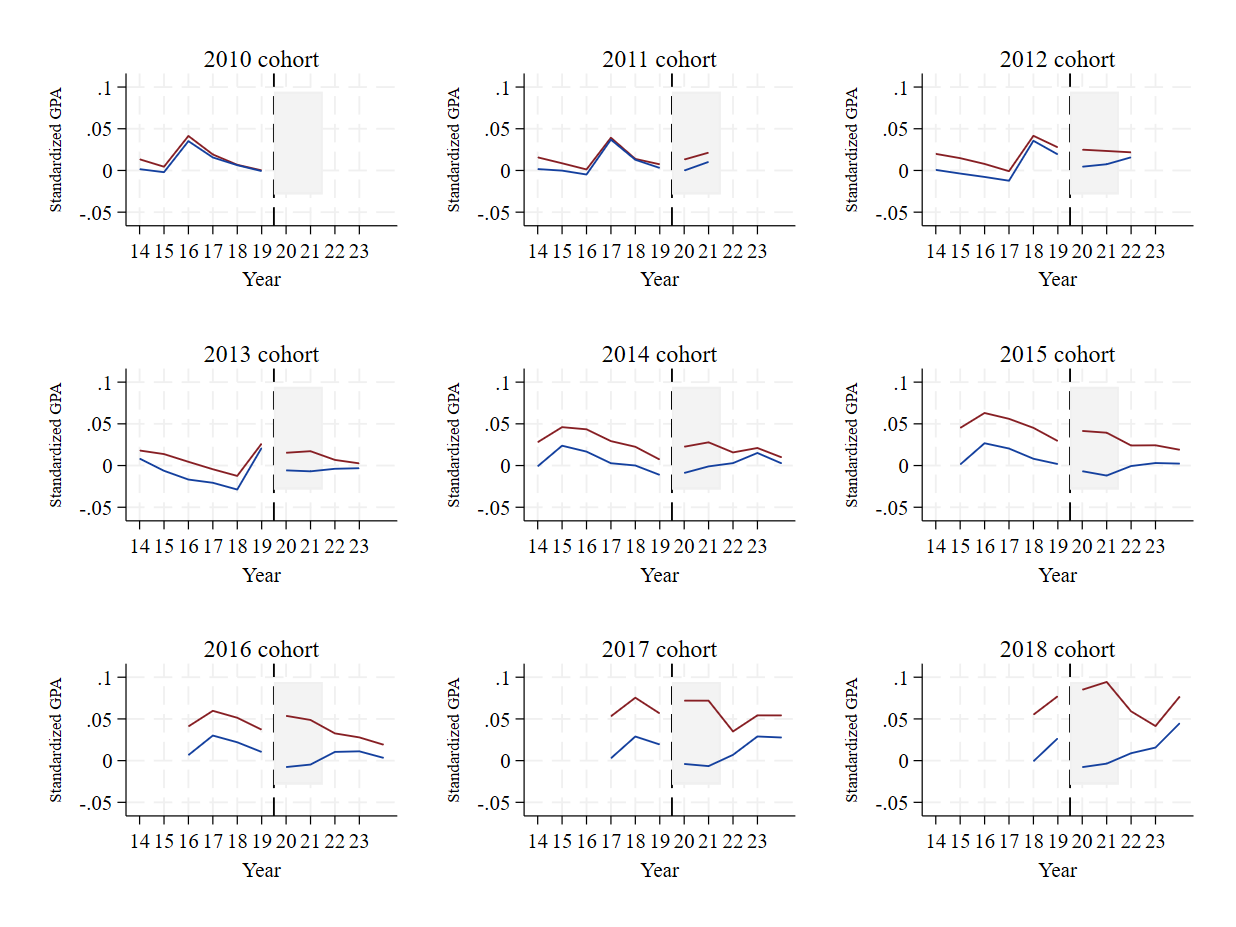 2010 cohort
Standardized GPA
.1
.05
0
-.05
14 15 16 17 18 19 20 21 22 23
Year
2011 cohort
Standardized GPA
.1
.05
0
-.05
14 15 16 17 18 19 20 21 22 23
Year
2012 cohort
Standardized GPA
.1
.05
0
-.05
14 15 16 17 18 19 20 21 22 23
Year
2013 cohort
Standardized GPA
.1
.05
0
-.05
14 15 16 17 18 19 20 21 22 23
Year
2014 cohort
Standardized GPA
.1
.05
0
-.05
14 15 16 17 18 19 20 21 22 23
Year
2015 cohort
Standardized GPA
.1
.05
0
-.05
14 15 16 17 18 19 20 21 22 23
Year
2016 cohort
Standardized GPA
.1
.05
0
-.05
14 15 16 17 18 19 20 21 22 23
Year
2017 cohort
Standardized GPA
.1
.05
0
-.05
14 15 16 17 18 19 20 21 22 23
Year
2018 cohort
Standardized GPA
.1
.05
0
-.05
14 15 16 17 18 19 20 21 22 23
Year